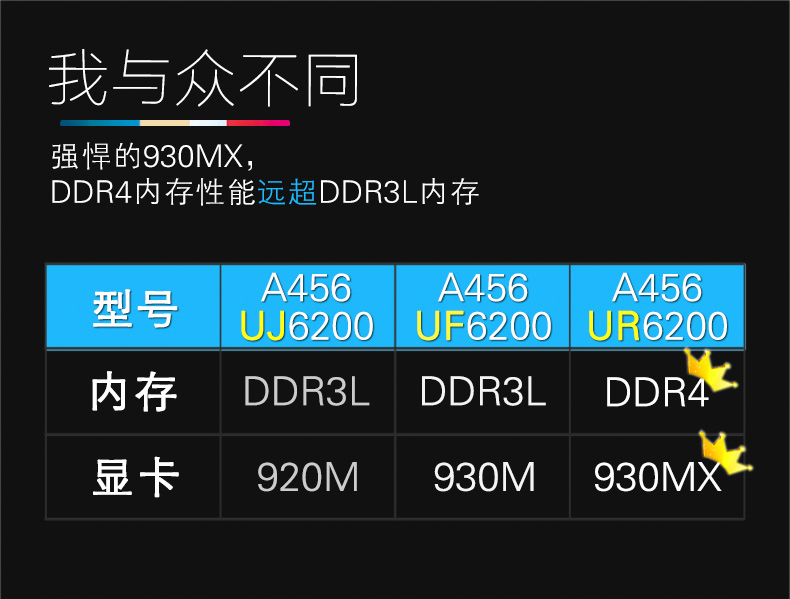 我与众不同
强悍的930MX，
DDR4内存性能远超DDR3L内存
型号 A456 UJ6200 A456 UF6200 A456 UR6200
内存 DDR3L DDR3L DDR4
显卡 920M 930M 930MX